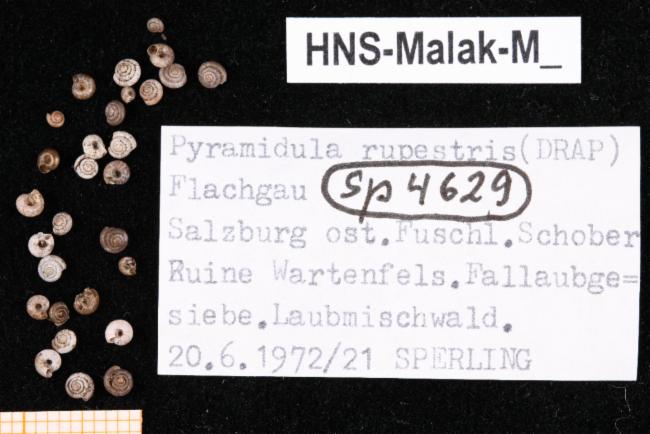 HNS-Malak-M_
Pyramidula rupestris(DRAP)
Flachgau Sp 4629
Salzburg ost.Fuschl.Schober
Ruine Wartenfels.Fallaubge=
siebe.Laubmischwald.
20.6.1972/21 SPERLING